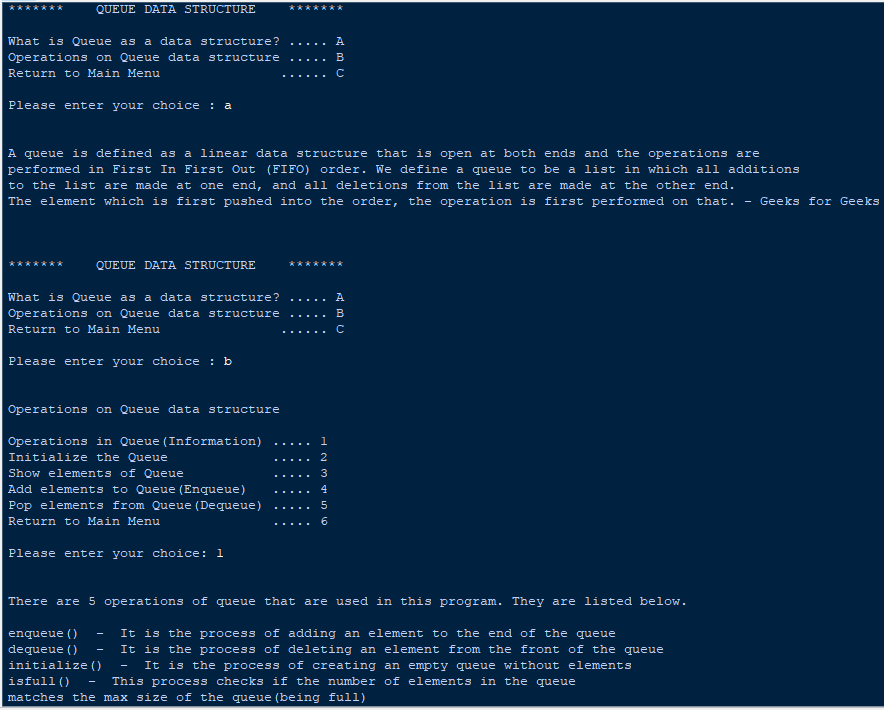 *******    QUEUE DATA STRUCTURE    *******
What is Queue as a data structure? ..... A
Operations on Queue data structure ..... B
Return to Main Menu               ...... C
Please enter your choice : a
A queue is defined as a linear data structure that is open at both ends and the operations are
performed in First In First Out (FIFO) order. We define a queue to be a list in which all additions
to the list are made at one end, and all deletions from the list are made at the other end.
The element which is first pushed into the order, the operation is first performed on that. - Geeks for Geeks
*******    QUEUE DATA STRUCTURE    *******
What is Queue as a data structure? ..... A
Operations on Queue data structure ..... B
Return to Main Menu               ...... C
Please enter your choice : b
Operations on Queue data structure
Operations in Queue(Information) ..... 1
Initialize the Queue             ..... 2
Show elements of Queue           ..... 3
Add elements to Queue(Enqueue)   ..... 4
Pop elements from Queue(Dequeue) ..... 5
Return to Main Menu              ..... 6
Please enter your choice: 1
There are 5 operations of queue that are used in this program. They are listed below.
enqueue()  -  It is the process of adding an element to the end of the queue
dequeue()  -  It is the process of deleting an element from the front of the queue
initialize()  -  It is the process of creating an empty queue without elements
isfull()  -  This process checks if the number of elements in the queue
matches the max size of the queue(being full)